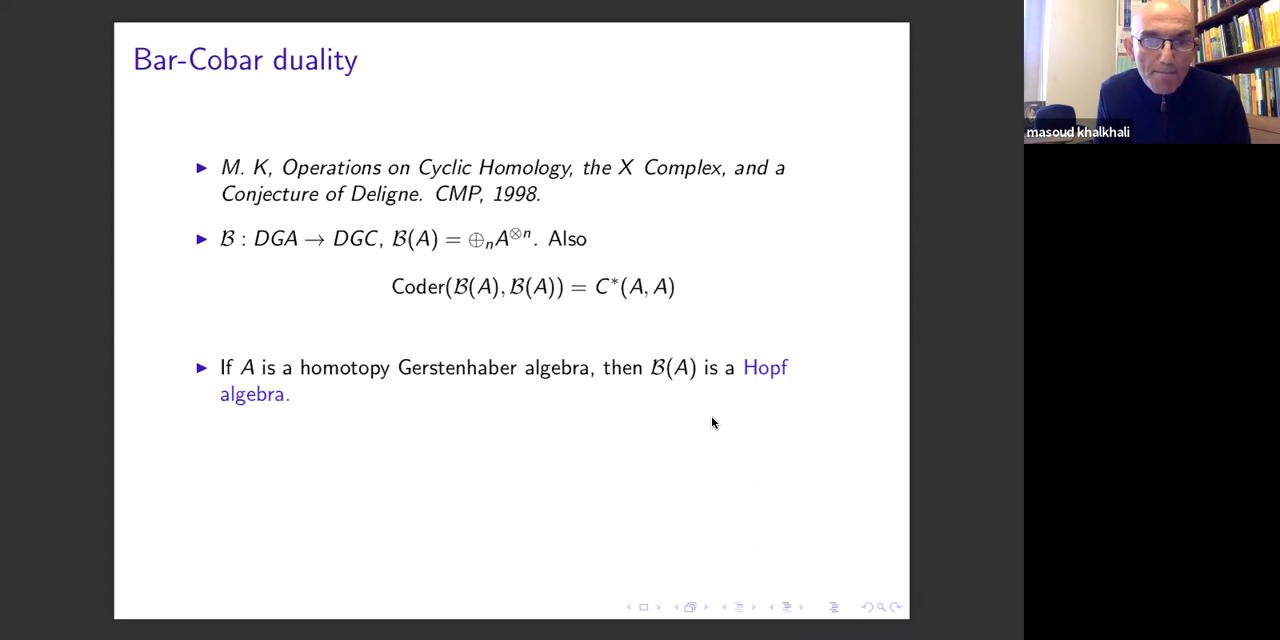 Bar-Cobar duality
▶ M. K, Operations on Cyclic Homology, the X Complex, and a
Conjecture of Deligne. CMP, 1998.
▶ ℬ : DGA → DGC, ℬ(A) = ⊕ₙA^{⊗n}. Also
Coder(ℬ(A), ℬ(A)) = C*(A, A)
▶ If A is a homotopy Gerstenhaber algebra, then ℬ(A) is a Hopf
algebra.
masoud khalkhali